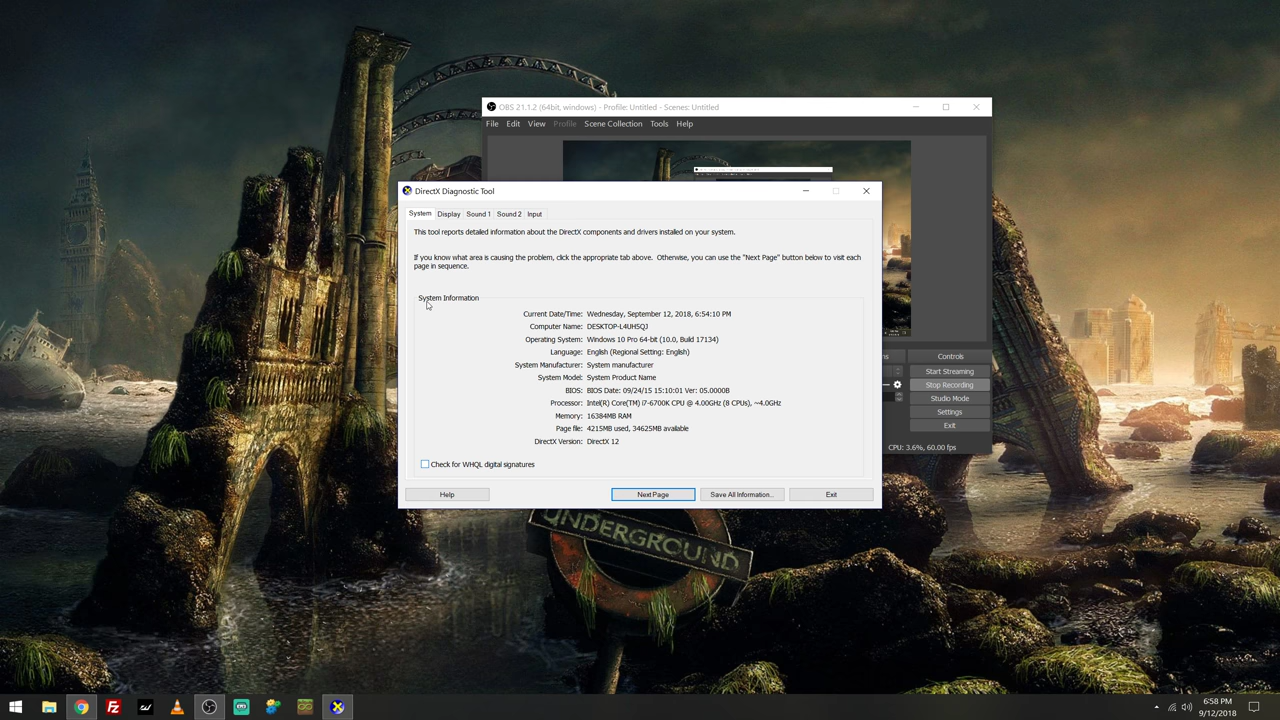 OBS 21.1.2 (64bit, windows) - Profile: Untitled - Scenes: Untitled
File Edit View Profile Scene Collection Tools Help
DirectX Diagnostic Tool
System Display Sound 1 Sound 2 Input
This tool reports detailed information about the DirectX components and drivers installed on your system.
If you know what area is causing the problem, click the appropriate tab above. Otherwise, you can use the "Next Page" button below to visit each
page in sequence.
System Information
Current Date/Time: Wednesday, September 12, 2018, 6:54:10 PM
Computer Name: DESKTOP-L4UH5QJ
Operating System: Windows 10 Pro 64-bit (10.0, Build 17134)
Language: English (Regional Setting: English)
System Manufacturer: System manufacturer
System Model: System Product Name
BIOS: BIOS Date: 09/24/15 15:10:01 Ver: 05.0000B
Processor: Intel(R) Core(TM) i7-6700K CPU @ 4.00GHz (8 CPUs), ~4.0GHz
Memory: 16384MB RAM
Page file: 4215MB used, 34625MB available
DirectX Version: DirectX 12
Check for WHQL digital signatures
Help Next Page Save All Information... Exit
ns Controls
Start Streaming
Stop Recording
Studio Mode
Settings
Exit
CPU: 3.6%, 60.00 fps
UNDERGROUND
6:58 PM
9/12/2018